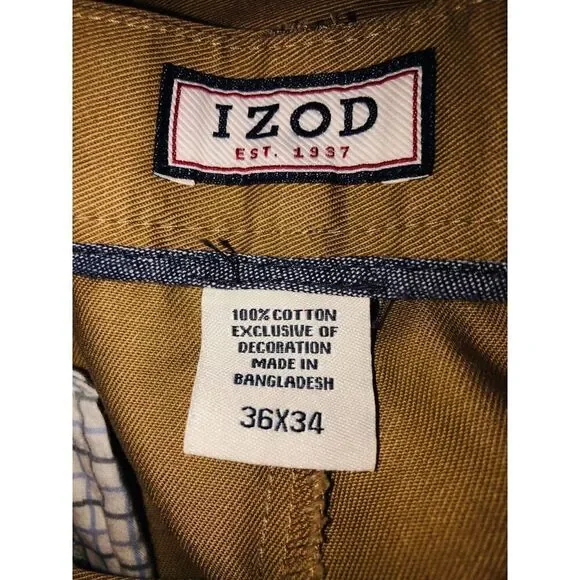 IZOD
EST. 1937
100% COTTON
EXCLUSIVE OF
DECORATION
MADE IN
BANGLADESH
36X34